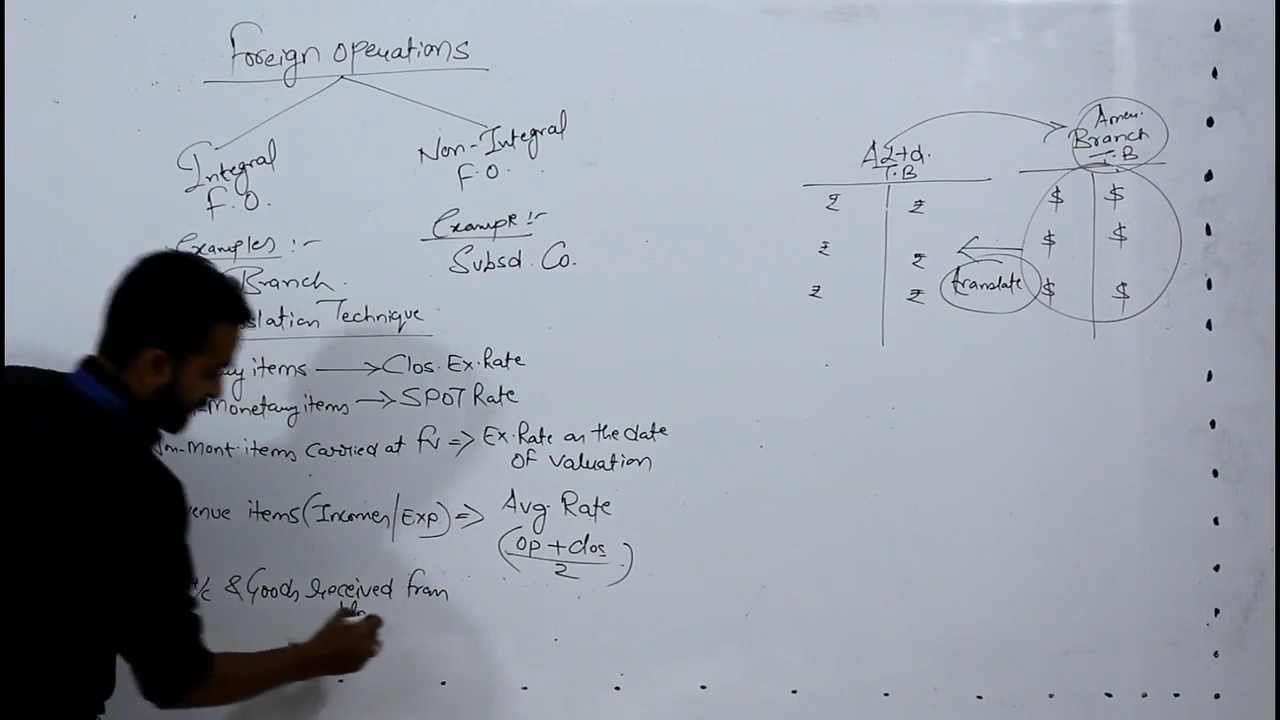 Foreign operations
Integral
F.O.
Non-Integral
F.O.
Examples :-
Branch
Example :-
Subsd. Co.
slation Technique
y items → Clos. Ex. Rate
-Monetary items → SPOT Rate
on-Mont. items carried at fv => Ex. Rate on the date
OF valuation
venue items (Incomes/Exp.) => Avg. Rate
(op + clos
2)
A/c & Goods received from
A Ltd.
T.B
₹ ₹
₹ ₹
₹ ₹
Amer.
Branch
T.B
$ $
$ $
$ $
translate